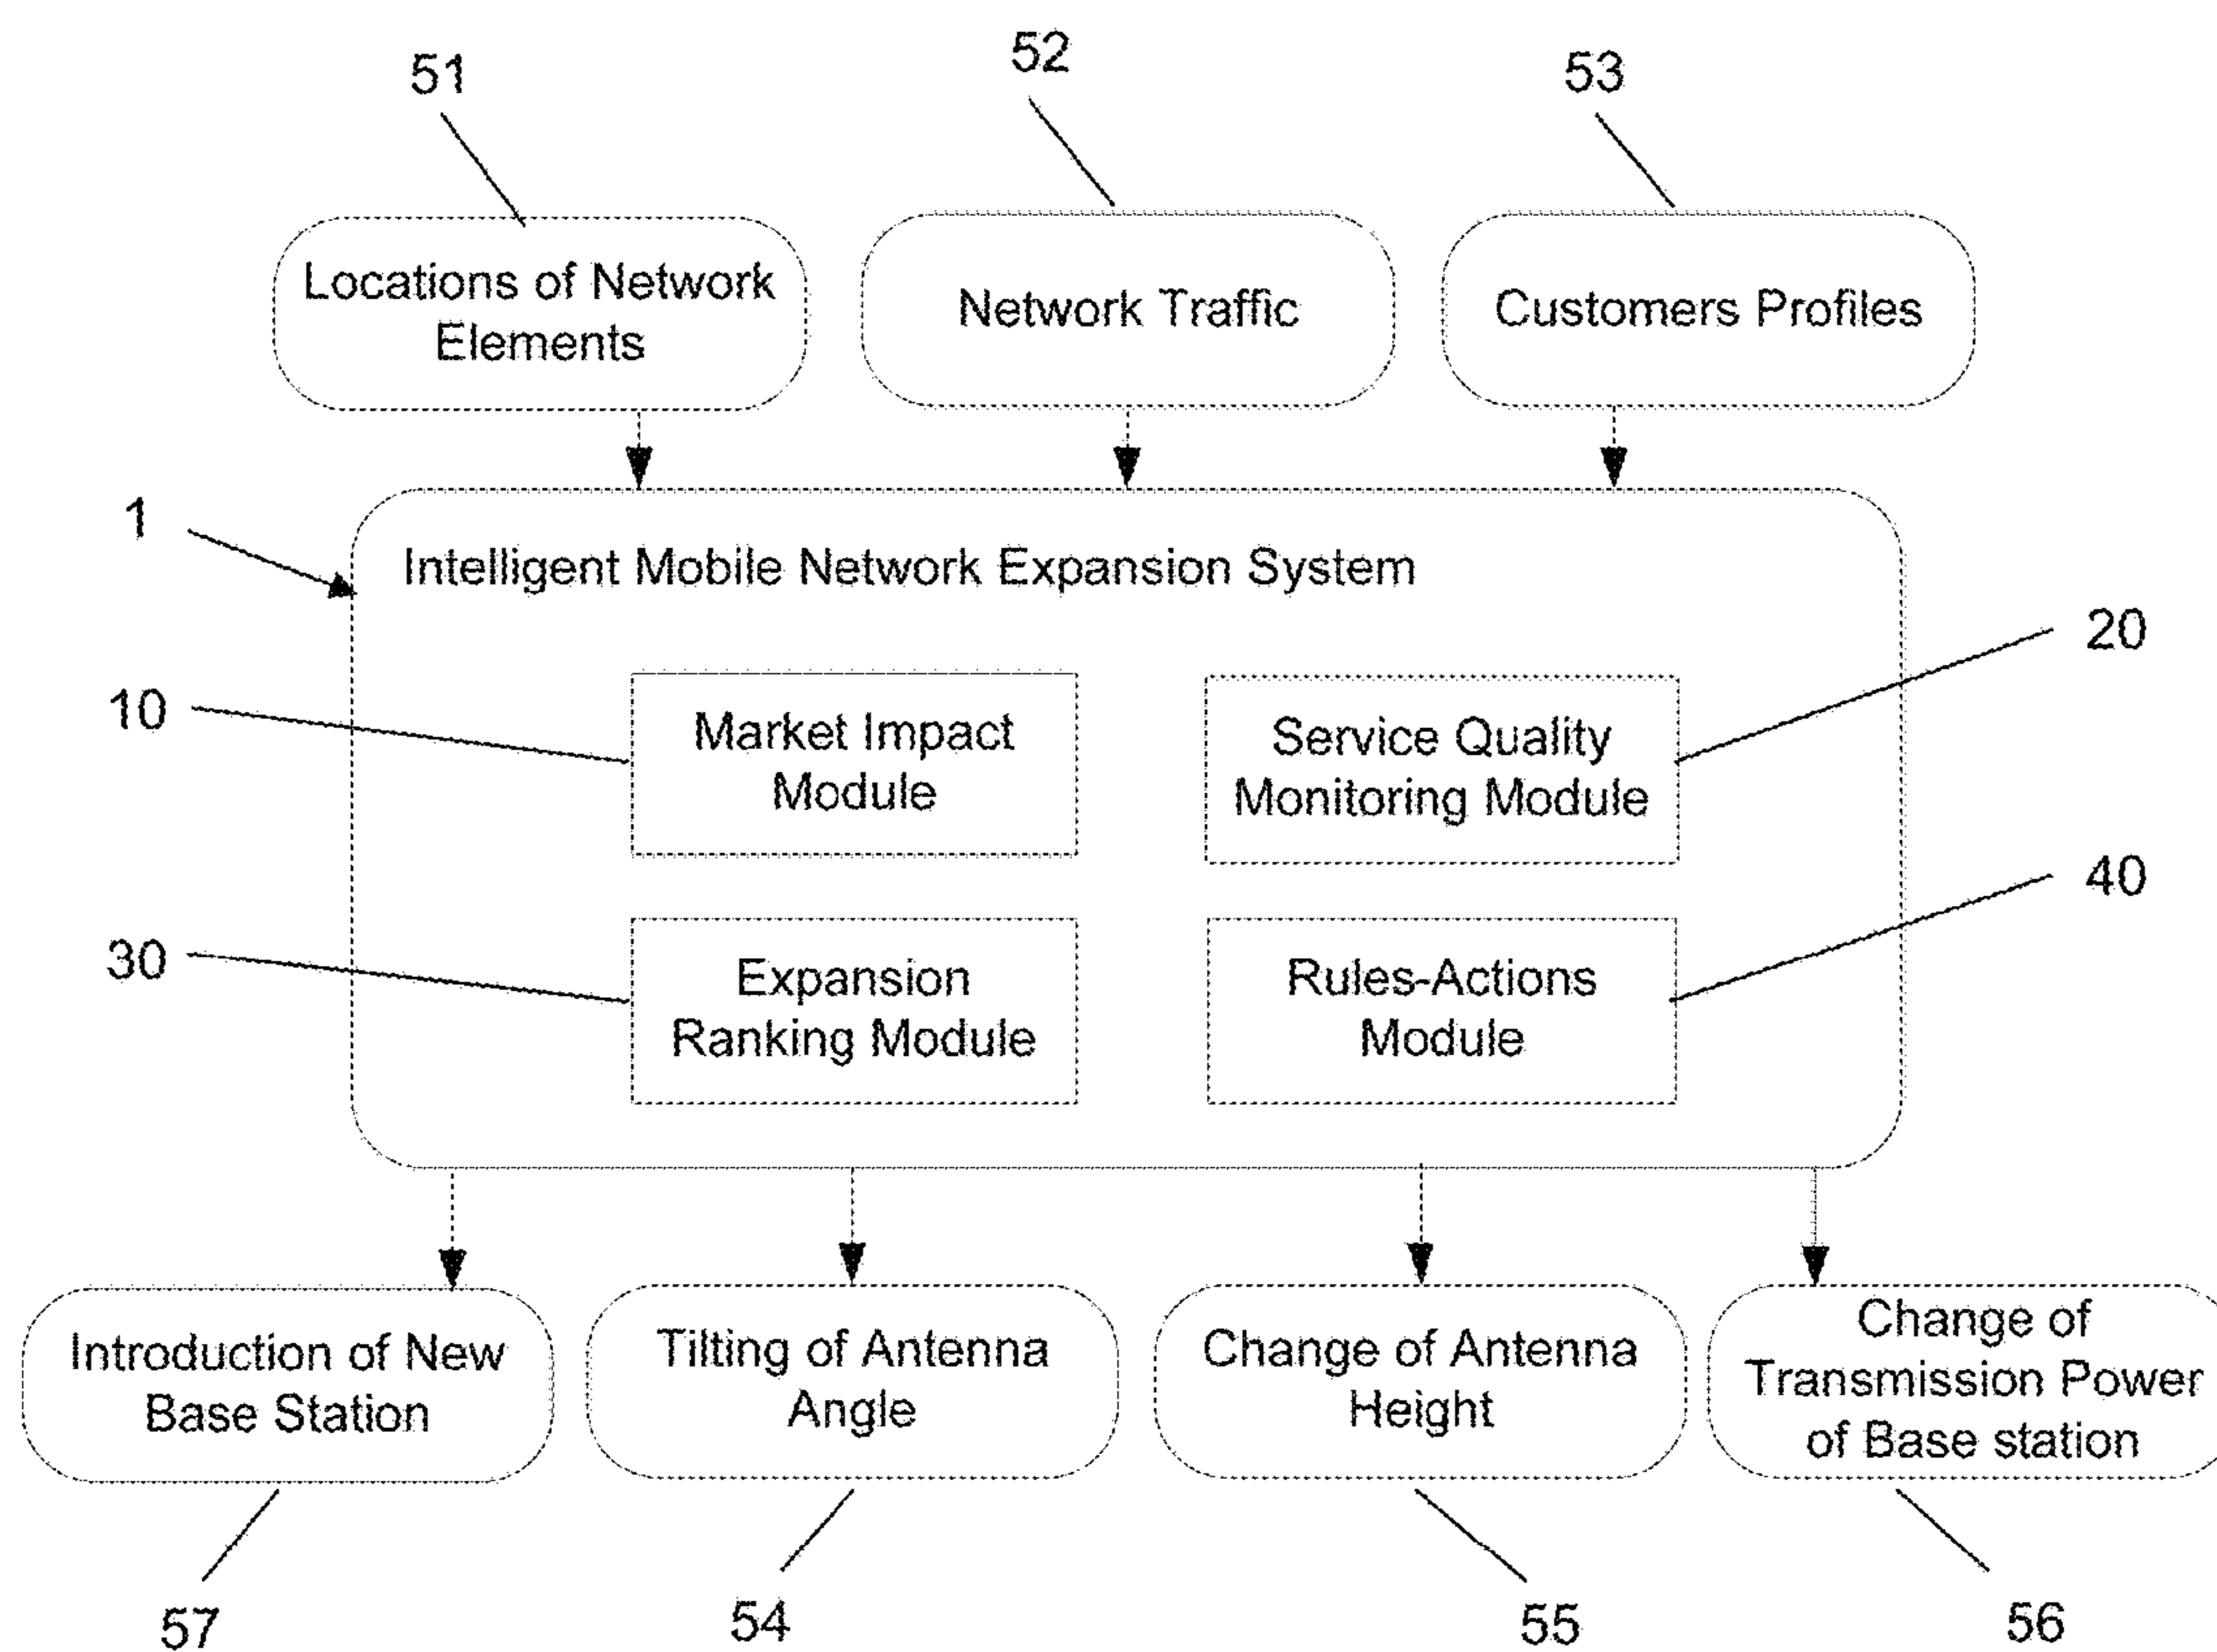 51
52
53
Locations of Network
Elements
Network Traffic
Customers Profiles
1
Intelligent Mobile Network Expansion System
20
10
Market Impact
Module
Service Quality
Monitoring Module
40
30
Expansion
Ranking Module
Rules-Actions
Module
Introduction of New
Base Station
Tilting of Antenna
Angle
Change of Antenna
Height
Change of
Transmission Power
of Base station
57
54
55
56